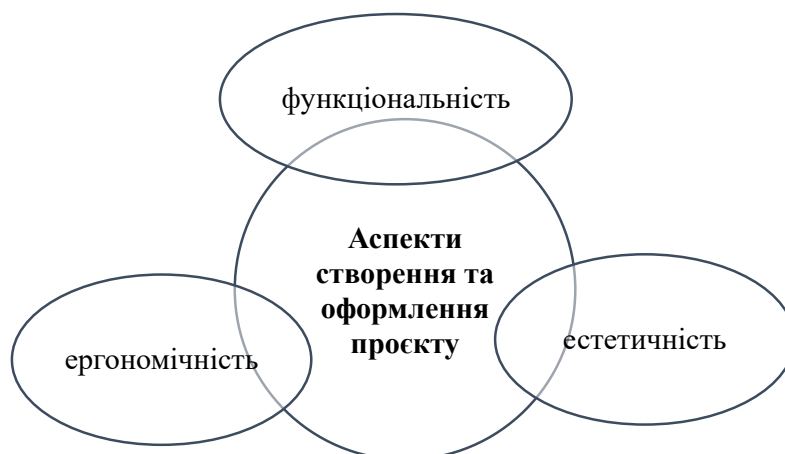 функціональність
Аспекти
створення та
оформлення
проєкту
ергономічність
естетичність